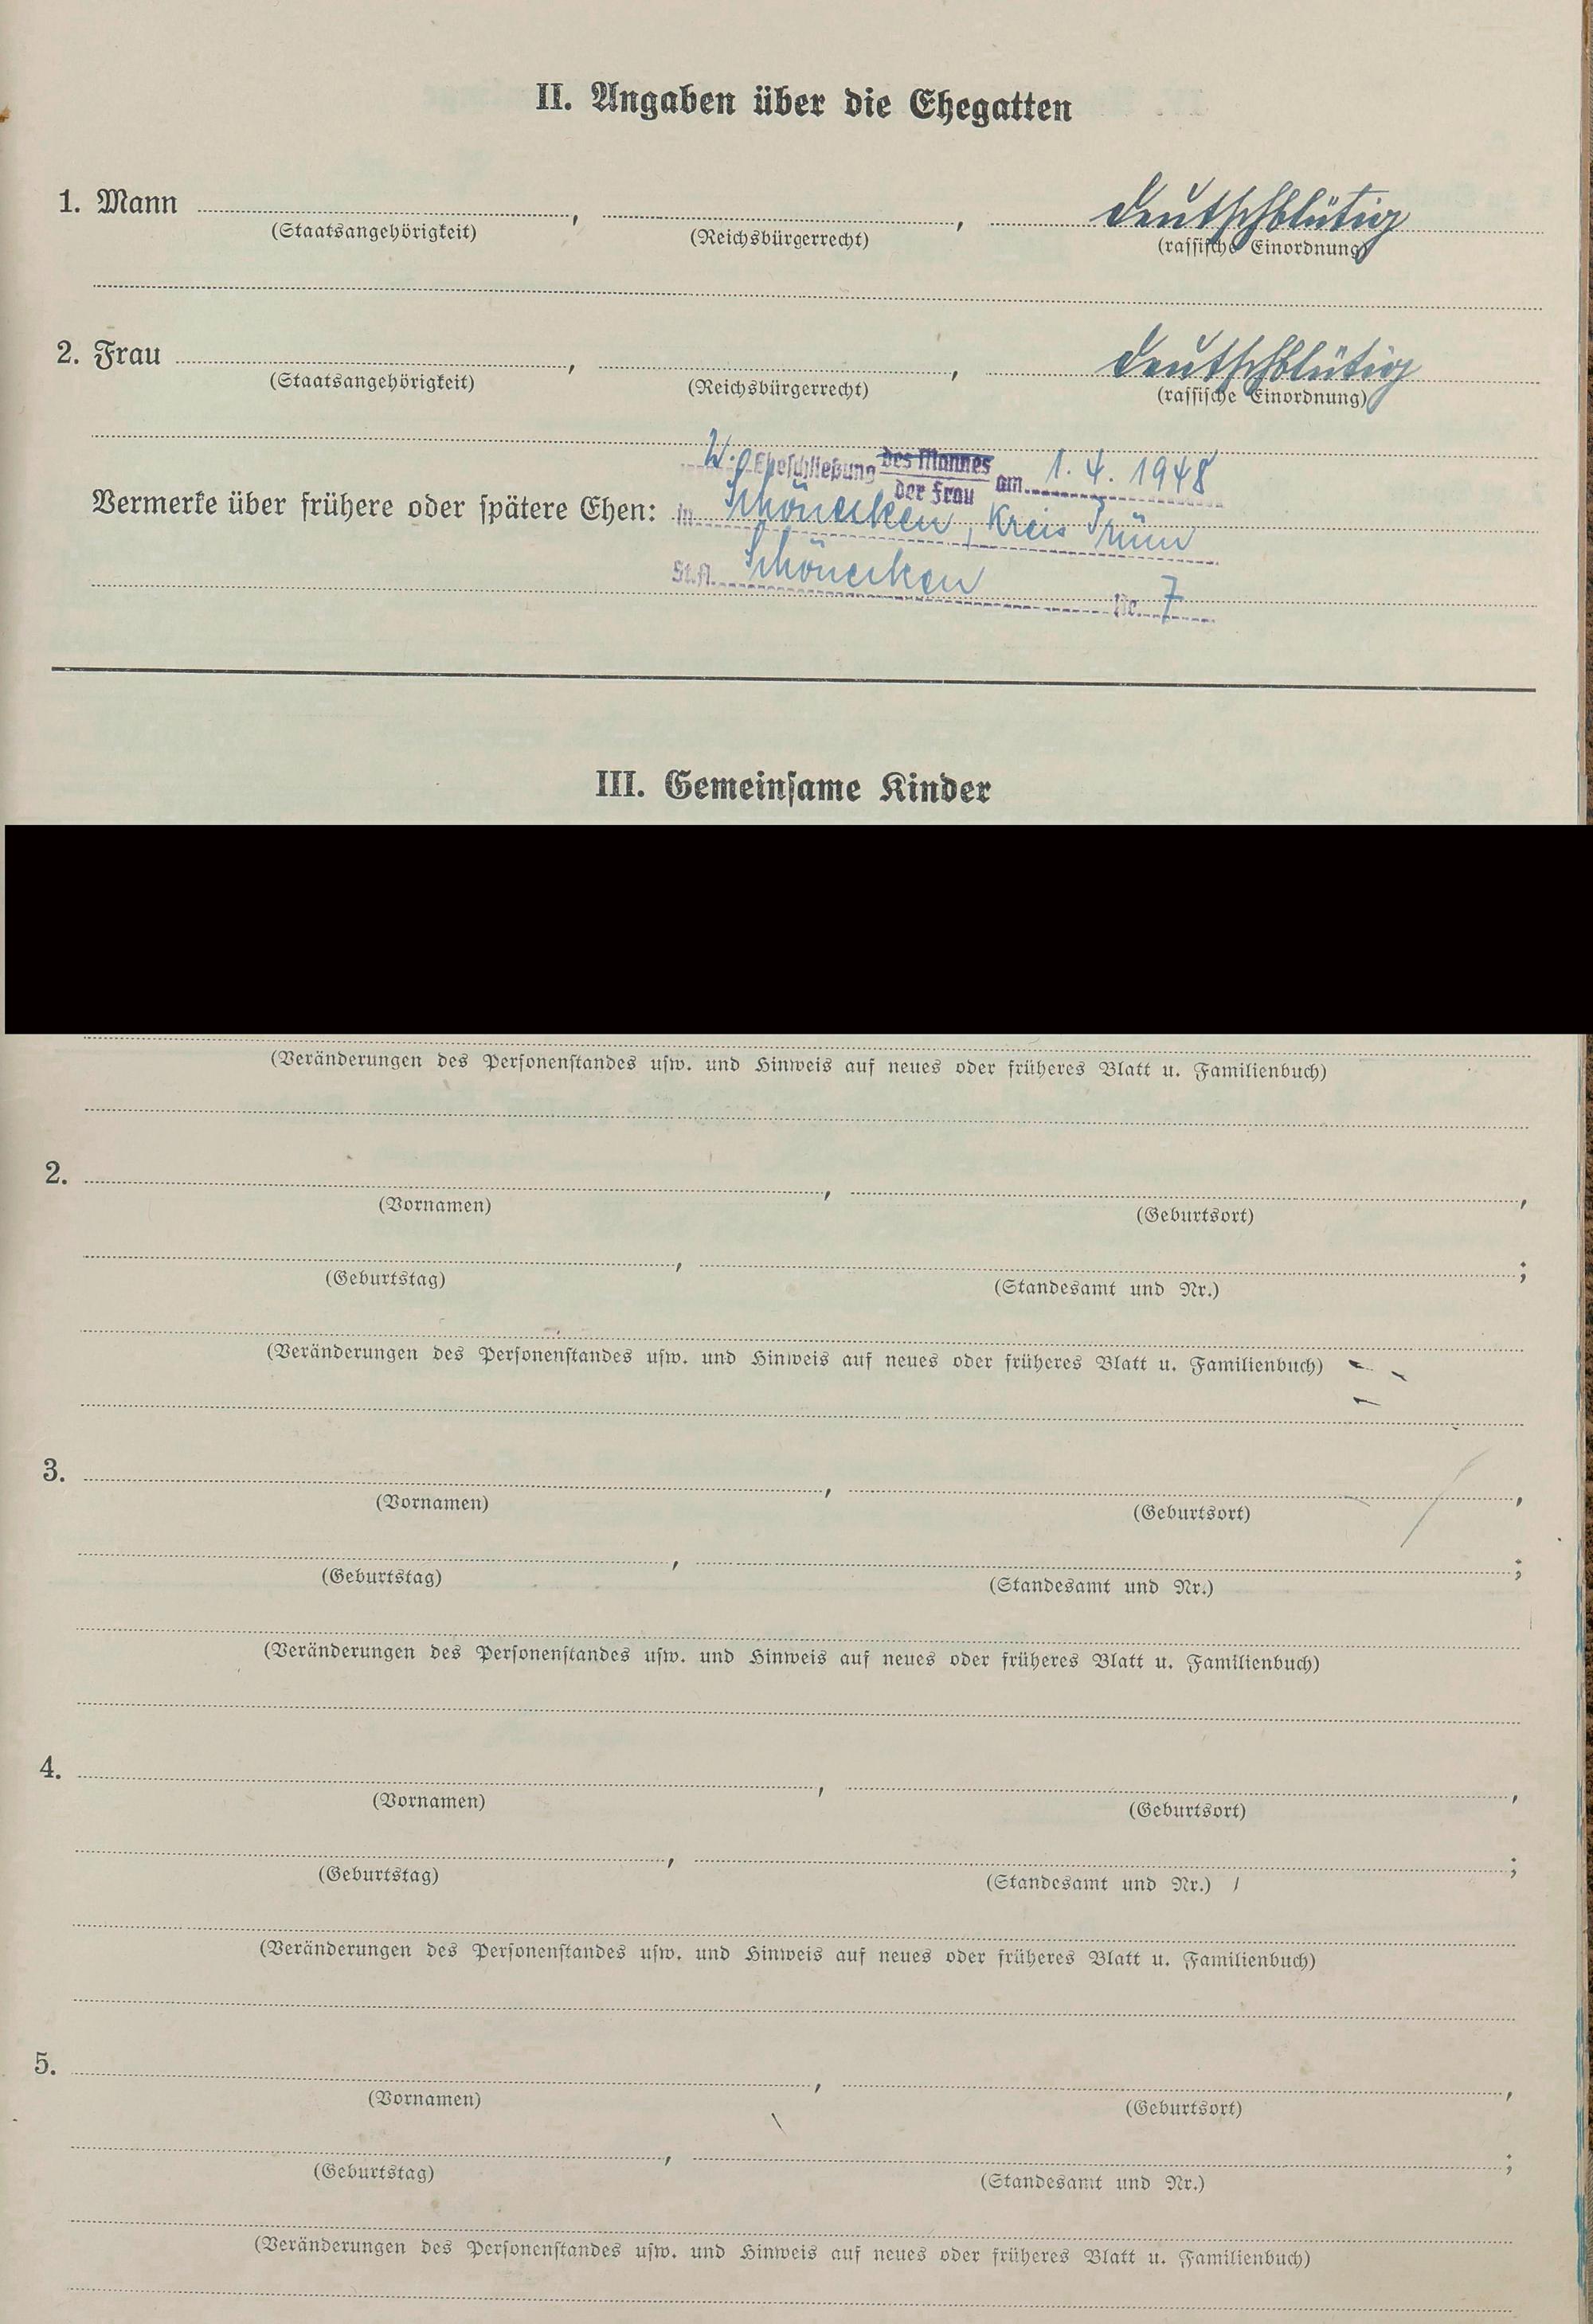 II. Angaben über die Ehegatten
1. Mann , , deutschblütig
(Staatsangehörigkeit) (Reichsbürgerrecht) (rassische Einordnung)
2. Frau , , deutschblütig
(Staatsangehörigkeit) (Reichsbürgerrecht) (rassische Einordnung)
Eheschließung des Mannes am 1. 4. 1948
der Frau
Vermerke über frühere oder spätere Ehen: in Schönecken, Kreis Prüm
St.A. Schönecken Nr. 7
III. Gemeinsame Kinder
(Veränderungen des Personenstandes usw. und Hinweis auf neues oder früheres Blatt u. Familienbuch)
2. , ,
(Vornamen) (Geburtsort)
, ;
(Geburtstag) (Standesamt und Nr.)
(Veränderungen des Personenstandes usw. und Hinweis auf neues oder früheres Blatt u. Familienbuch)
3. , ,
(Vornamen) (Geburtsort)
, ;
(Geburtstag) (Standesamt und Nr.)
(Veränderungen des Personenstandes usw. und Hinweis auf neues oder früheres Blatt u. Familienbuch)
4. , ,
(Vornamen) (Geburtsort)
, ;
(Geburtstag) (Standesamt und Nr.)
(Veränderungen des Personenstandes usw. und Hinweis auf neues oder früheres Blatt u. Familienbuch)
5. , ,
(Vornamen) (Geburtsort)
, ;
(Geburtstag) (Standesamt und Nr.)
(Veränderungen des Personenstandes usw. und Hinweis auf neues oder früheres Blatt u. Familienbuch)